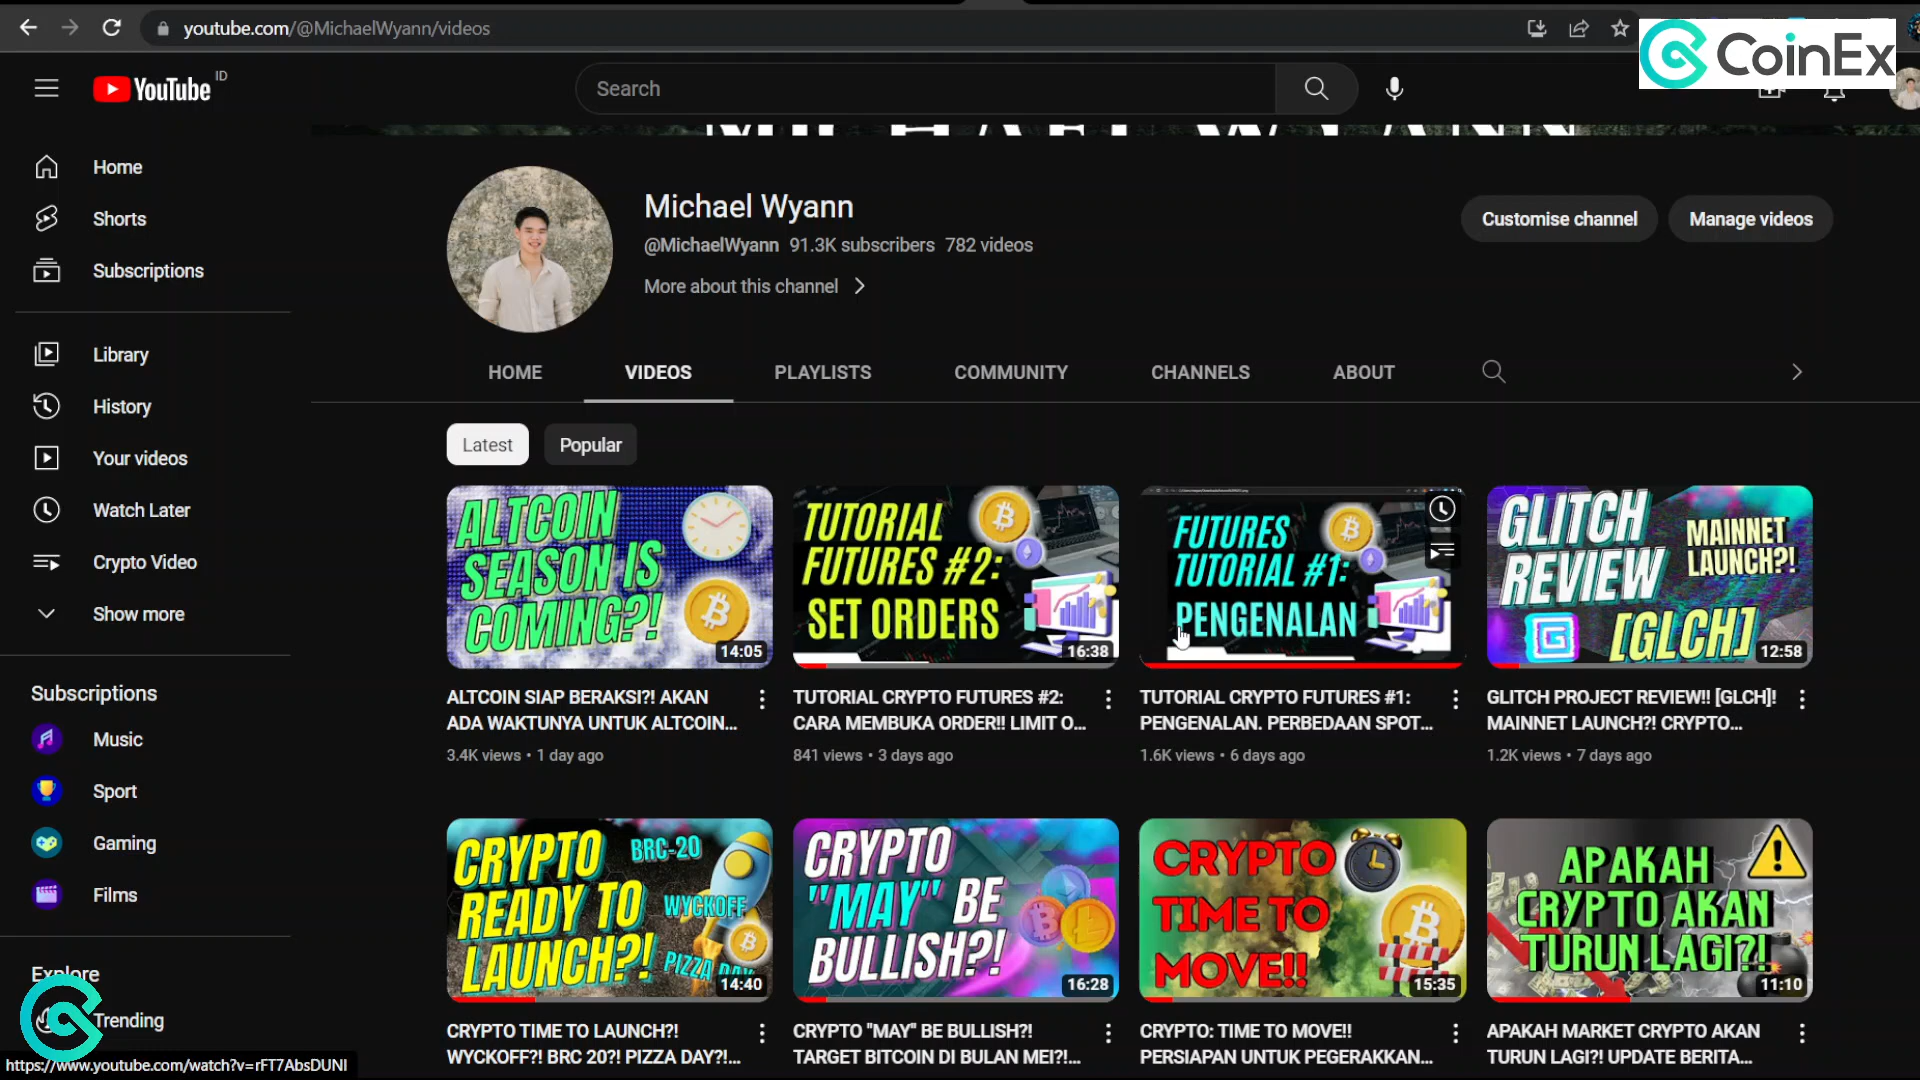 youtube.com/@MichaelWyann/videos
CoinEx
YouTube ID
Search
Home
Shorts
Subscriptions
Library
History
Your videos
Watch Later
Crypto Video
Show more
Subscriptions
Music
Sport
Gaming
Films
Explore
Trending
https://www.youtube.com/watch?v=rFT7AbsDUNI
MICHAEL WYANN
Michael Wyann
@MichaelWyann 91.3K subscribers 782 videos
More about this channel
Customise channel
Manage videos
HOME VIDEOS PLAYLISTS COMMUNITY CHANNELS ABOUT
Latest Popular
ALTCOIN
SEASON IS
COMING?!
14:05
ALTCOIN SIAP BERAKSI?! AKAN
ADA WAKTUNYA UNTUK ALTCOIN...
3.4K views • 1 day ago
TUTORIAL
FUTURES #2:
SET ORDERS
16:38
TUTORIAL CRYPTO FUTURES #2:
CARA MEMBUKA ORDER!! LIMIT O...
841 views • 3 days ago
FUTURES
TUTORIAL #1:
PENGENALAN
TUTORIAL CRYPTO FUTURES #1:
PENGENALAN. PERBEDAAN SPOT...
1.6K views • 6 days ago
GLITCH
REVIEW
MAINNET
LAUNCH?!
[GLCH]
12:58
GLITCH PROJECT REVIEW!! [GLCH]!
MAINNET LAUNCH?! CRYPTO...
1.2K views • 7 days ago
CRYPTO
READY TO
LAUNCH?!
BRC-20
WYCKOFF
PIZZA DAY
14:40
CRYPTO TIME TO LAUNCH?!
WYCKOFF?! BRC 20?! PIZZA DAY?!...
CRYPTO
"MAY" BE
BULLISH?!
16:28
CRYPTO "MAY" BE BULLISH?!
TARGET BITCOIN DI BULAN MEI?!...
CRYPTO
TIME TO
MOVE!!
15:35
CRYPTO: TIME TO MOVE!!
PERSIAPAN UNTUK PEGERAKKAN...
APAKAH
CRYPTO AKAN
TURUN LAGI?!
11:10
APAKAH MARKET CRYPTO AKAN
TURUN LAGI?! UPDATE BERITA...